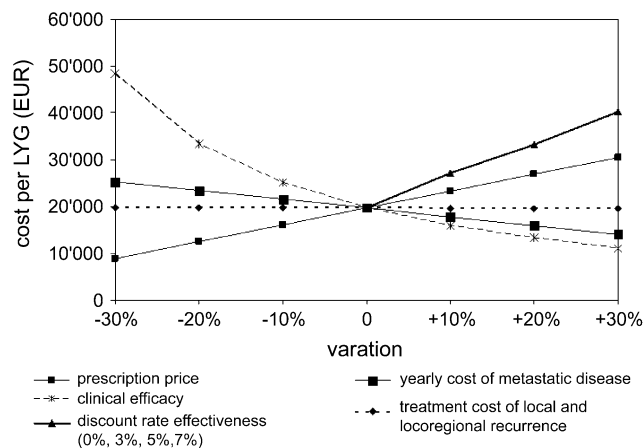 60'000
50'000
40'000
30'000
20'000
10'000
0
cost per LYG (EUR)
-30% -20% -10% 0 +10% +20% +30%
varation
prescription price
clinical efficacy
discount rate effectiveness
(0%, 3%, 5%,7%)
yearly cost of metastatic disease
treatment cost of local and
locoregional recurrence